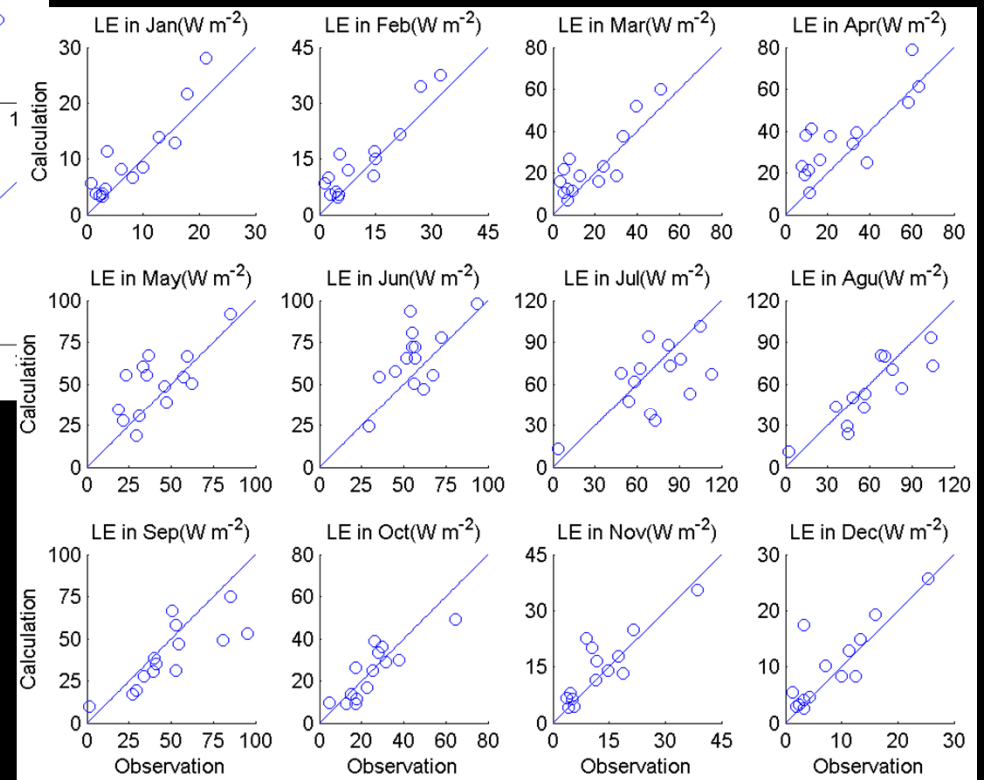 LE in Jan(W m-2) LE in Feb(W m-2) LE in Mar(W m-2) LE in Apr(W m-2)
30 45 80 80
Calculation
20 30 60 60
1
10 15 40 40
20 20
0 0 0 0
0 10 20 30 0 15 30 45 0 20 40 60 80 0 20 40 60 80
LE in May(W m-2) LE in Jun(W m-2) LE in Jul(W m-2) LE in Agu(W m-2)
100 100 120 120
Calculation
75 75 90 90
50 50 60 60
25 25 30 30
0 0 0 0
0 25 50 75 100 0 25 50 75 100 0 30 60 90 120 0 30 60 90 120
LE in Sep(W m-2) LE in Oct(W m-2) LE in Nov(W m-2) LE in Dec(W m-2)
100 80 45 30
Calculation
75 60 30 20
50 40 15 10
25 20
0 0 0 0
0 25 50 75 100 0 20 40 60 80 0 15 30 45 0 10 20 30
Observation Observation Observation Observation